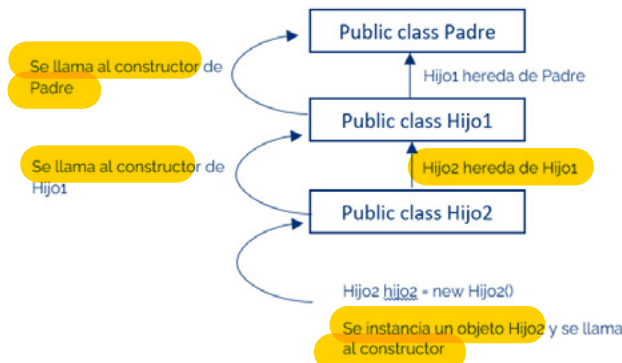 Public class Padre
Se llama al constructor de
Padre
Hijo1 hereda de Padre
Public class Hijo1
Se llama al constructor de
Hijo1
Hijo2 hereda de Hijo1
Public class Hijo2
Hijo2 hijo2 = new Hijo2()
Se instancia un objeto Hijo2 y se llama
al constructor